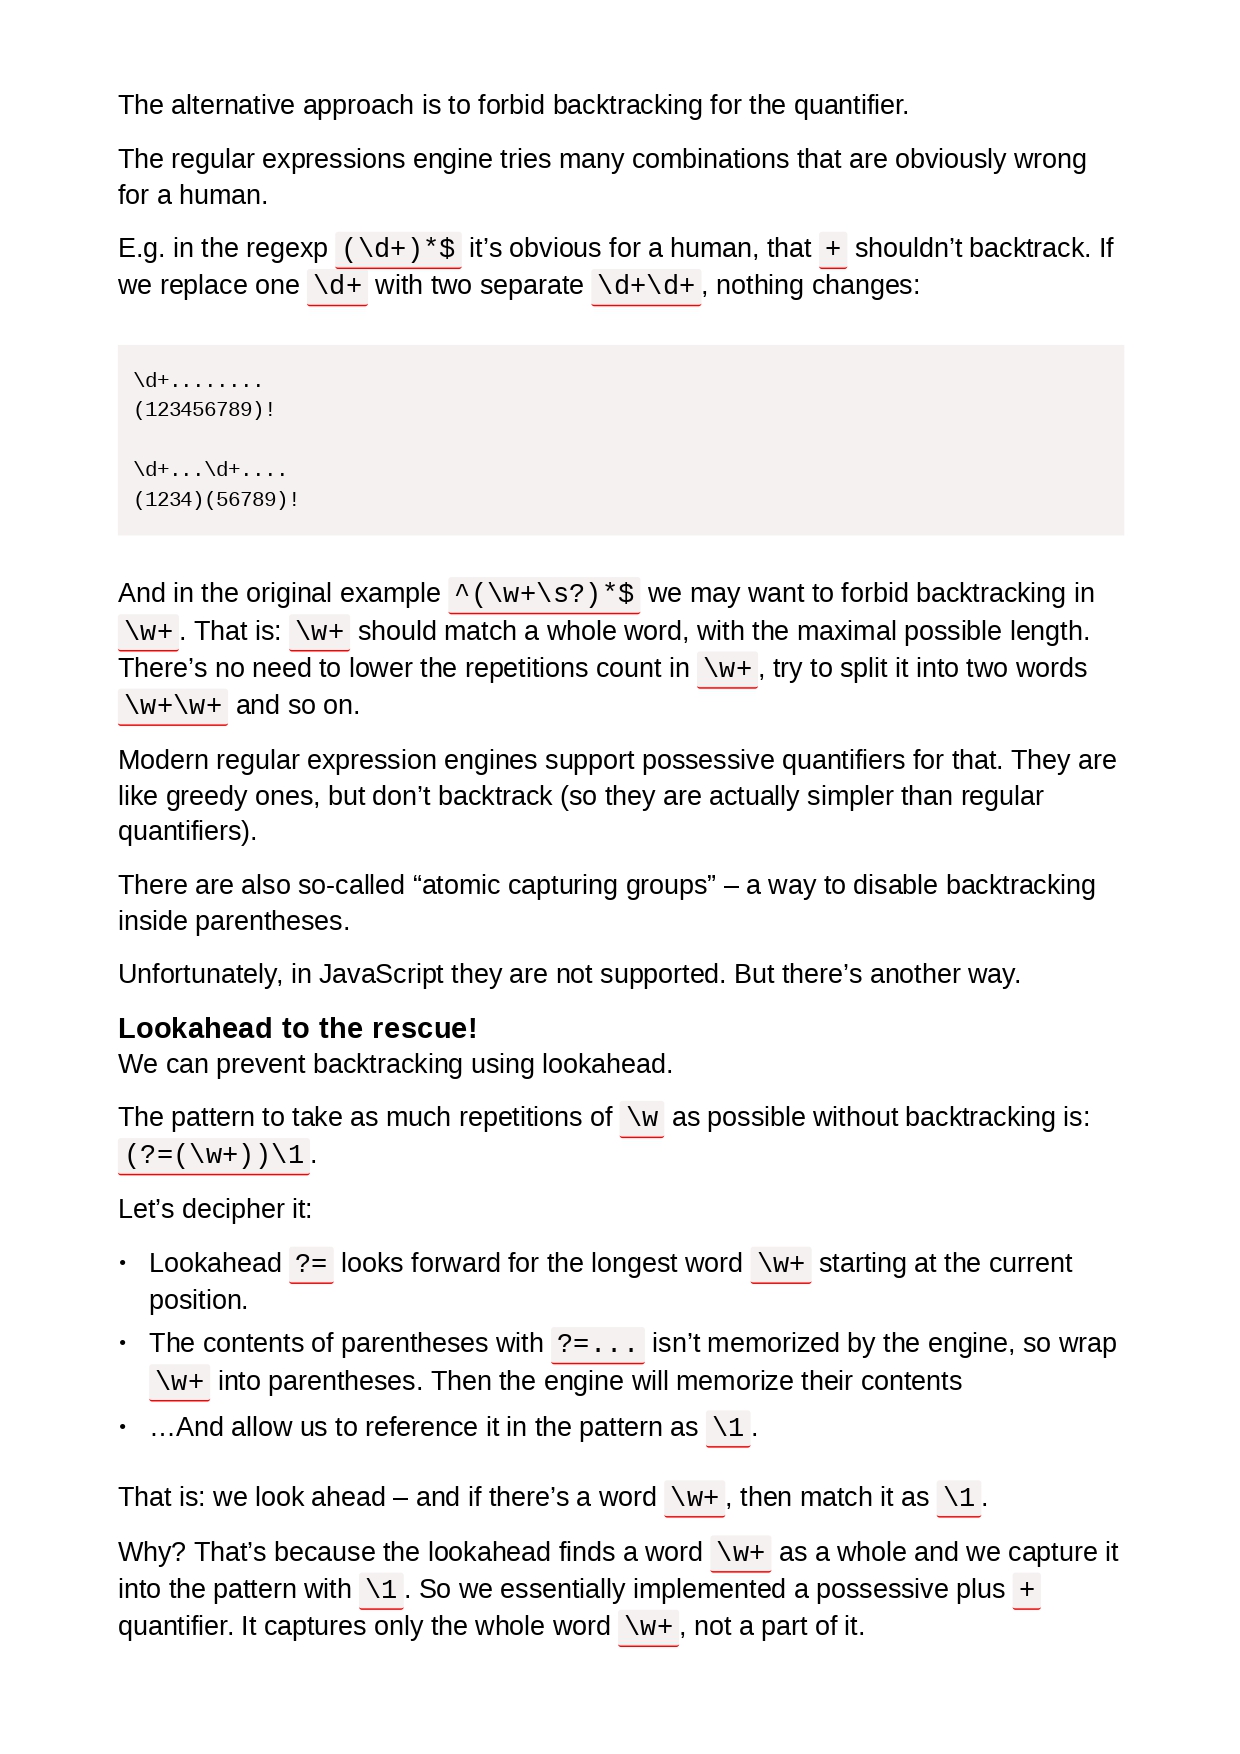 The alternative approach is to forbid backtracking for the quantifier.
The regular expressions engine tries many combinations that are obviously wrong
for a human.
E.g. in the regexp (\d+)*$ it’s obvious for a human, that + shouldn’t backtrack. If
we replace one \d+ with two separate \d+\d+, nothing changes:
\d+........
(123456789)!
\d+...\d+....
(1234)(56789)!
And in the original example ^(\w+\s?)*$ we may want to forbid backtracking in
\w+. That is: \w+ should match a whole word, with the maximal possible length.
There’s no need to lower the repetitions count in \w+, try to split it into two words
\w+\w+ and so on.
Modern regular expression engines support possessive quantifiers for that. They are
like greedy ones, but don’t backtrack (so they are actually simpler than regular
quantifiers).
There are also so-called “atomic capturing groups” – a way to disable backtracking
inside parentheses.
Unfortunately, in JavaScript they are not supported. But there’s another way.
Lookahead to the rescue!
We can prevent backtracking using lookahead.
The pattern to take as much repetitions of \w as possible without backtracking is:
(?=(\w+))\1.
Let’s decipher it:
• Lookahead ?= looks forward for the longest word \w+ starting at the current
position.
• The contents of parentheses with ?=... isn’t memorized by the engine, so wrap
\w+ into parentheses. Then the engine will memorize their contents
• …And allow us to reference it in the pattern as \1.
That is: we look ahead – and if there’s a word \w+, then match it as \1.
Why? That’s because the lookahead finds a word \w+ as a whole and we capture it
into the pattern with \1. So we essentially implemented a possessive plus +
quantifier. It captures only the whole word \w+, not a part of it.